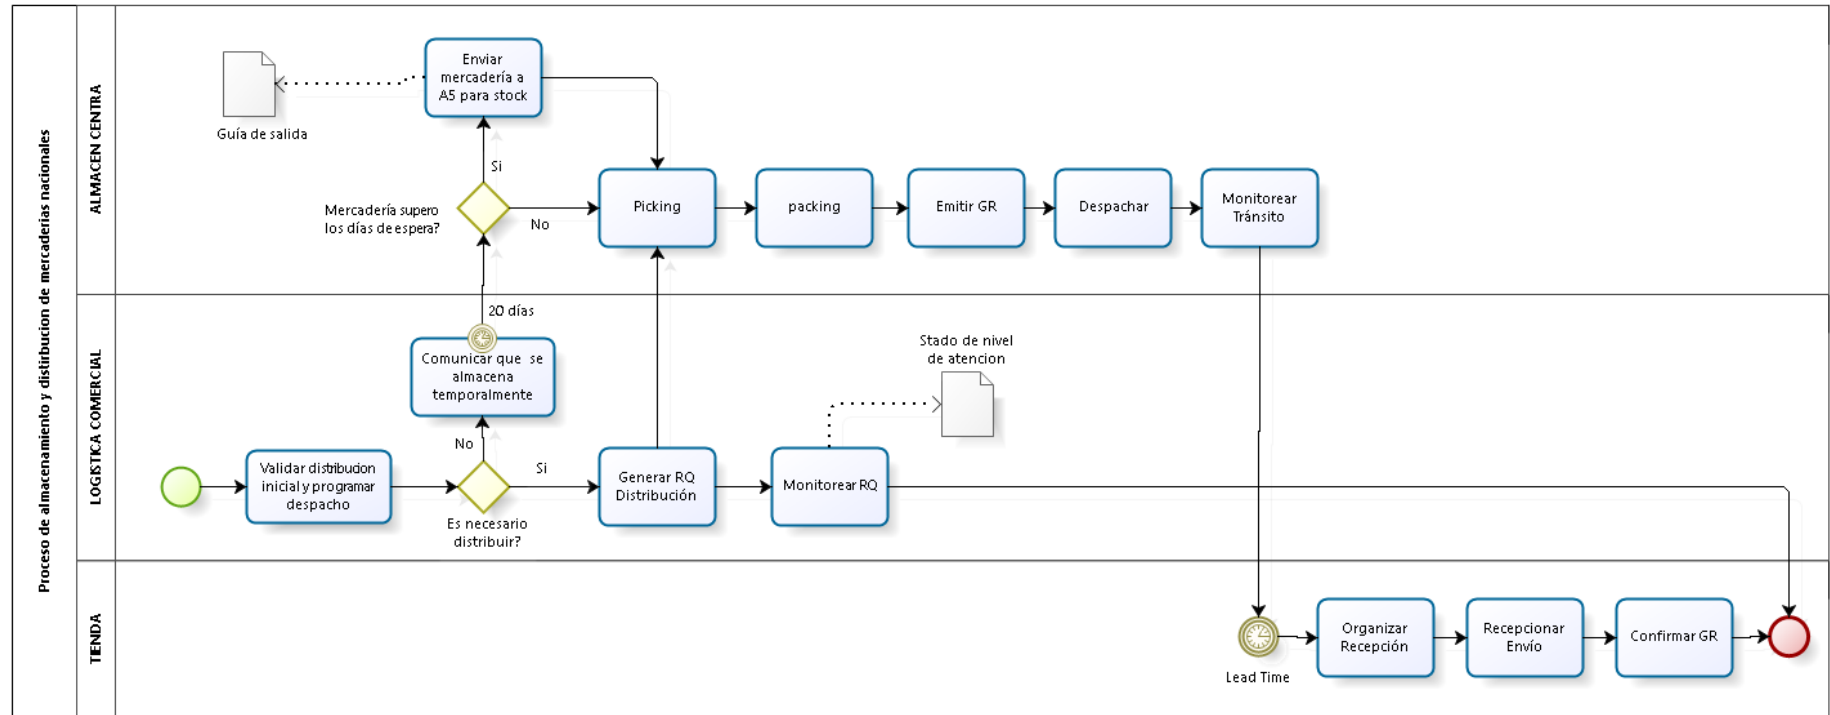 Proceso de almacenamiento y distirbucion de mercaderias nacionales
ALMACEN CENTRA
Enviar
mercadería a
A5 para stock
Guía de salida
Si
Mercadería supero
los días de espera?
No
Picking
packing
Emitir GR
Despachar
Monitorear
Tránsito
LOGISTICA COMERCIAL
20 días
Comunicar que se
almacena
temporalmente
Stado de nivel
de atencion
No
Validar distribucion
inicial y programar
despacho
Si
Es necesario
distribuir?
Generar RQ
Distribución
Monitorear RQ
TIENDA
Lead Time
Organizar
Recepción
Recepcionar
Envío
Confirmar GR